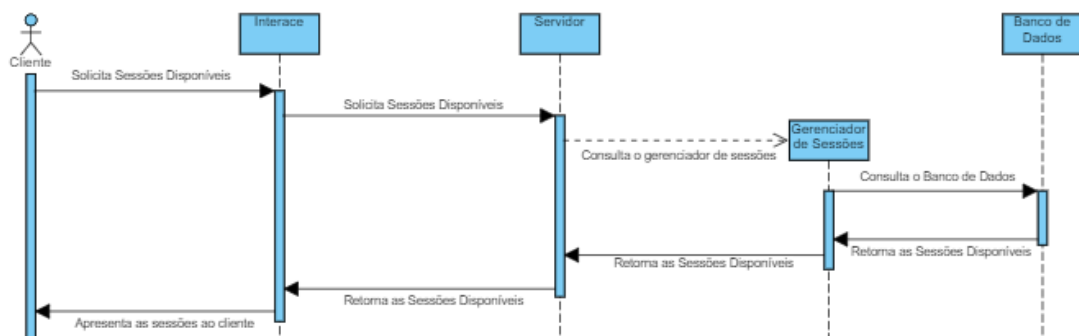 Interace
Servidor
Banco de
Dados
Cliente
Solicita Sessões Disponíveis
Solicita Sessões Disponíveis
Gerenciador
de Sessões
Consulta o gerenciador de sessões
Consulta o Banco de Dados
Retorna as Sessões Disponíveis
Retorna as Sessões Disponíveis
Retorna as Sessões Disponíveis
Apresenta as sessões ao cliente